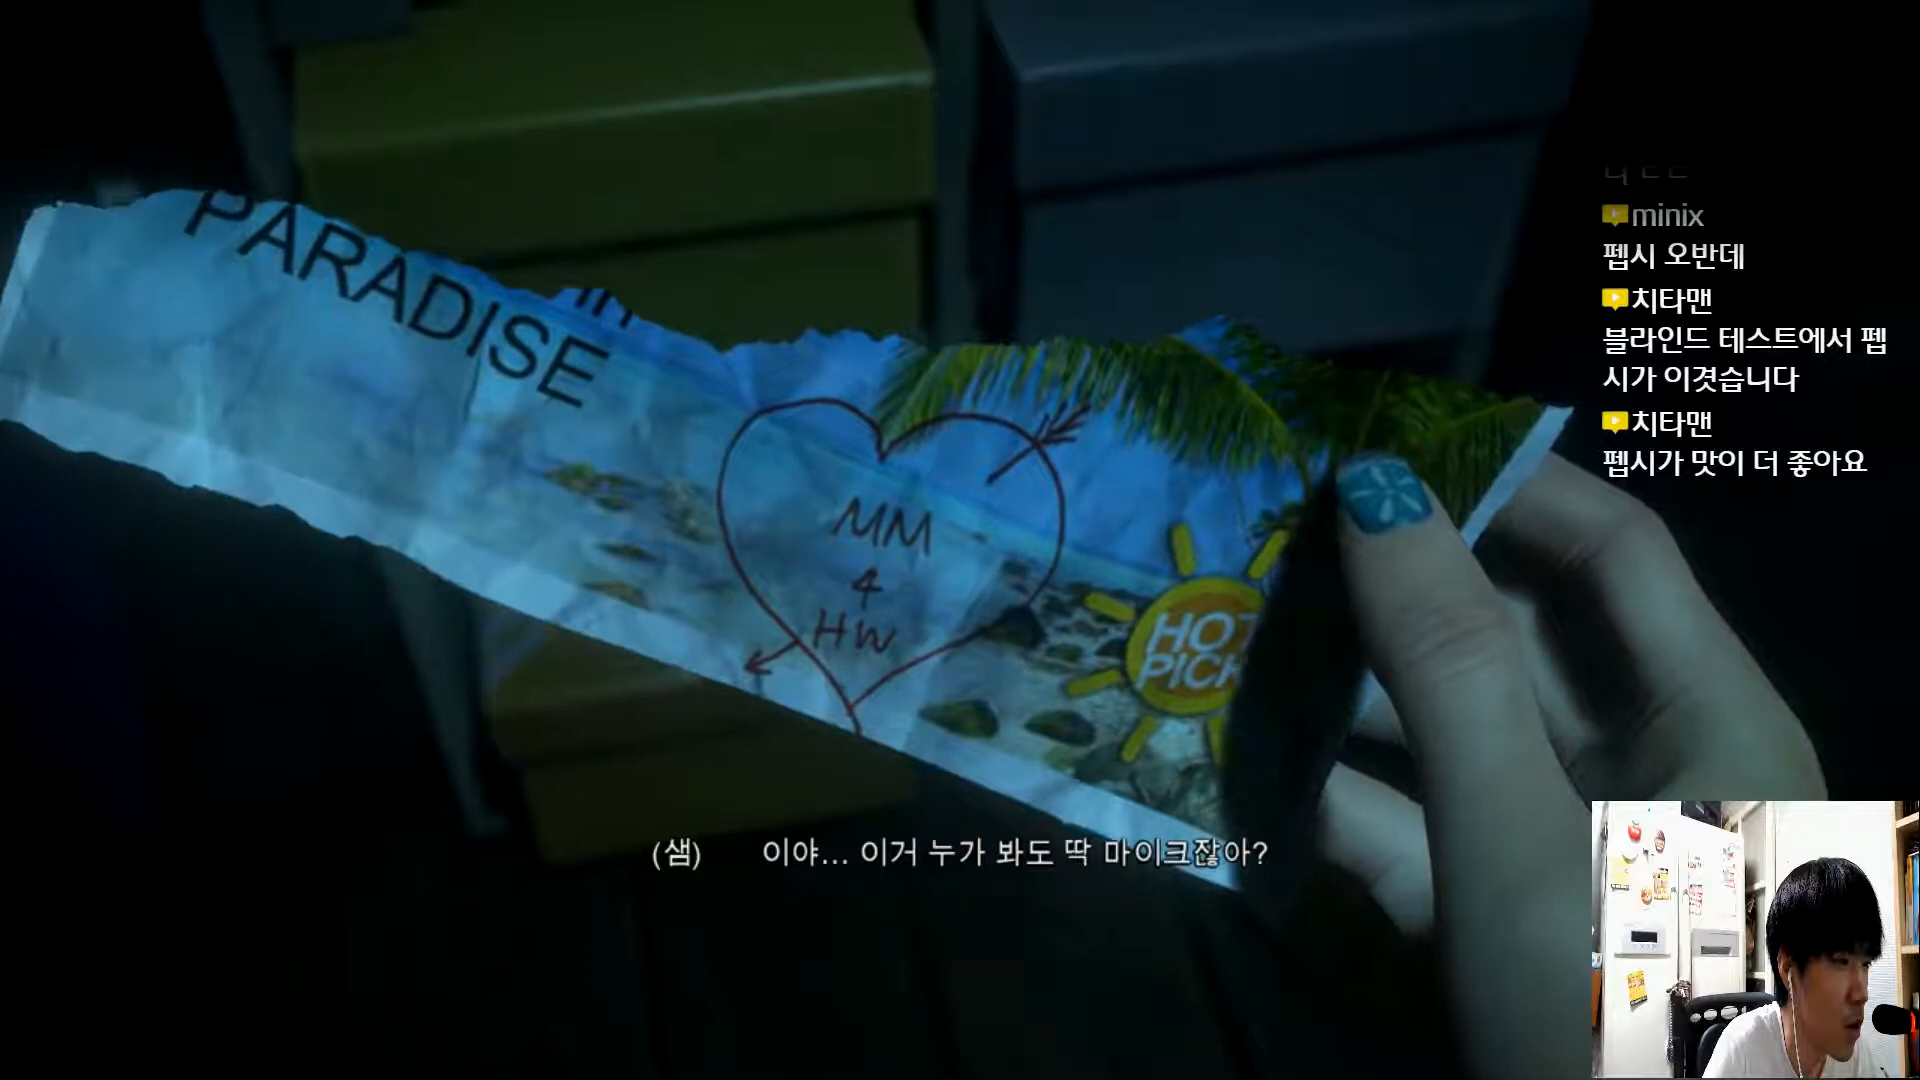 in
PARADISE
MM
4
HW
HOT
PICK
(샘) 이야... 이거 누가 봐도 딱 마이크잖아?
minix
펩시 오반데
치타맨
블라인드 테스트에서 펩
시가 이겻습니다
치타맨
펩시가 맛이 더 좋아요